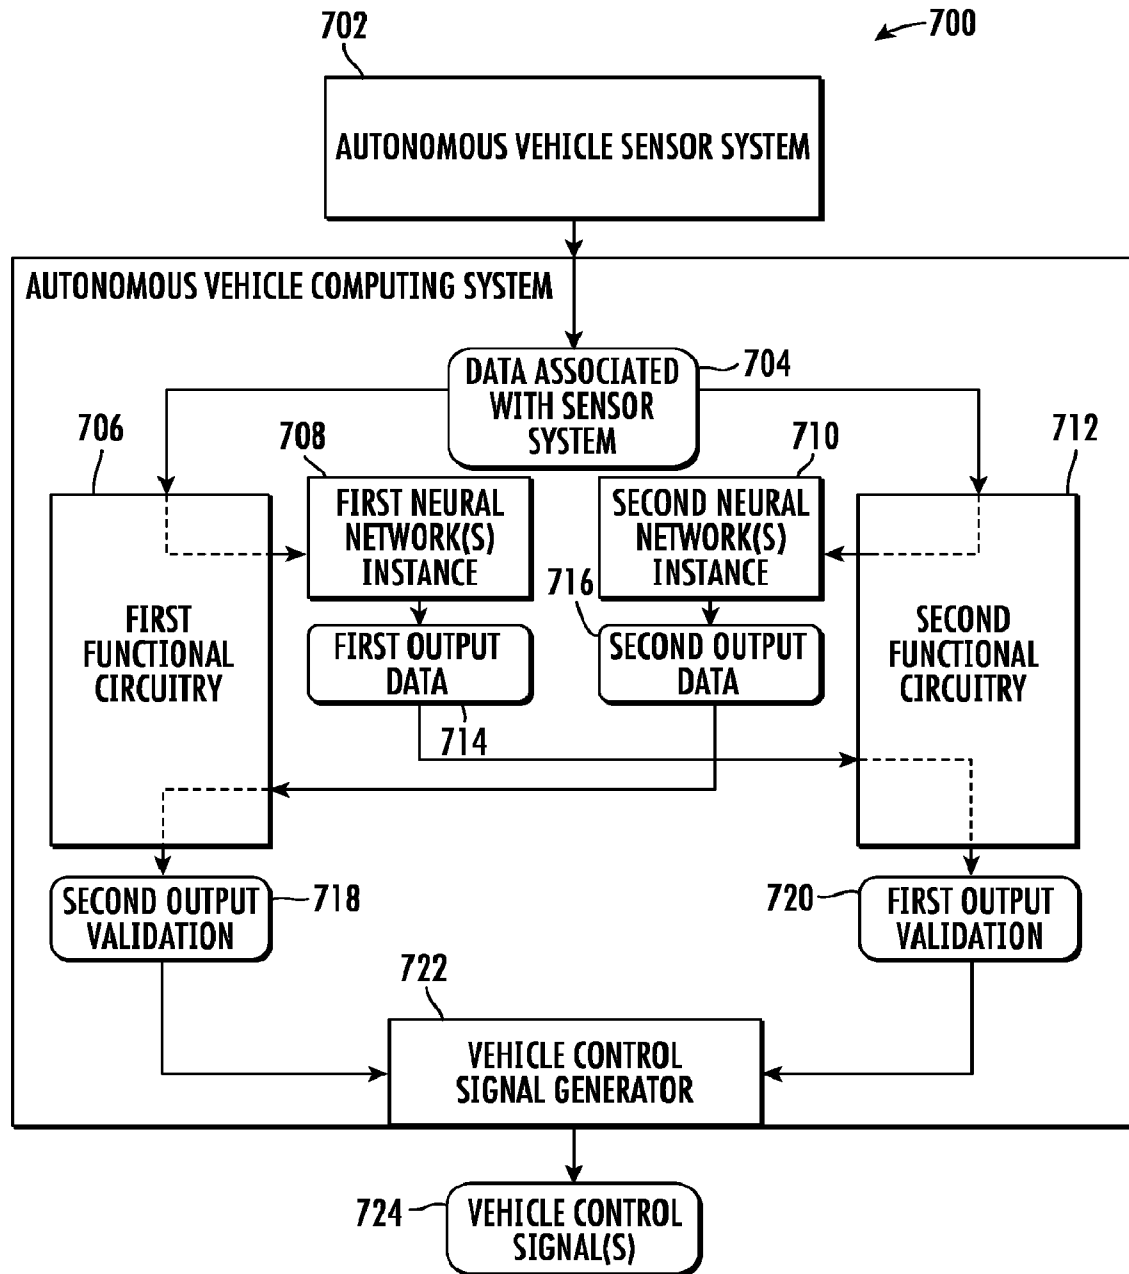 702
700
AUTONOMOUS VEHICLE SENSOR SYSTEM
AUTONOMOUS VEHICLE COMPUTING SYSTEM
DATA ASSOCIATED
WITH SENSOR
SYSTEM
704
706
708
710
712
FIRST NEURAL
NETWORK(S)
INSTANCE
SECOND NEURAL
NETWORK(S)
INSTANCE
716
FIRST
FUNCTIONAL
CIRCUITRY
FIRST OUTPUT
DATA
SECOND OUTPUT
DATA
SECOND
FUNCTIONAL
CIRCUITRY
714
SECOND OUTPUT
VALIDATION
718
720
FIRST OUTPUT
VALIDATION
722
VEHICLE CONTROL
SIGNAL GENERATOR
724
VEHICLE CONTROL
SIGNAL(S)